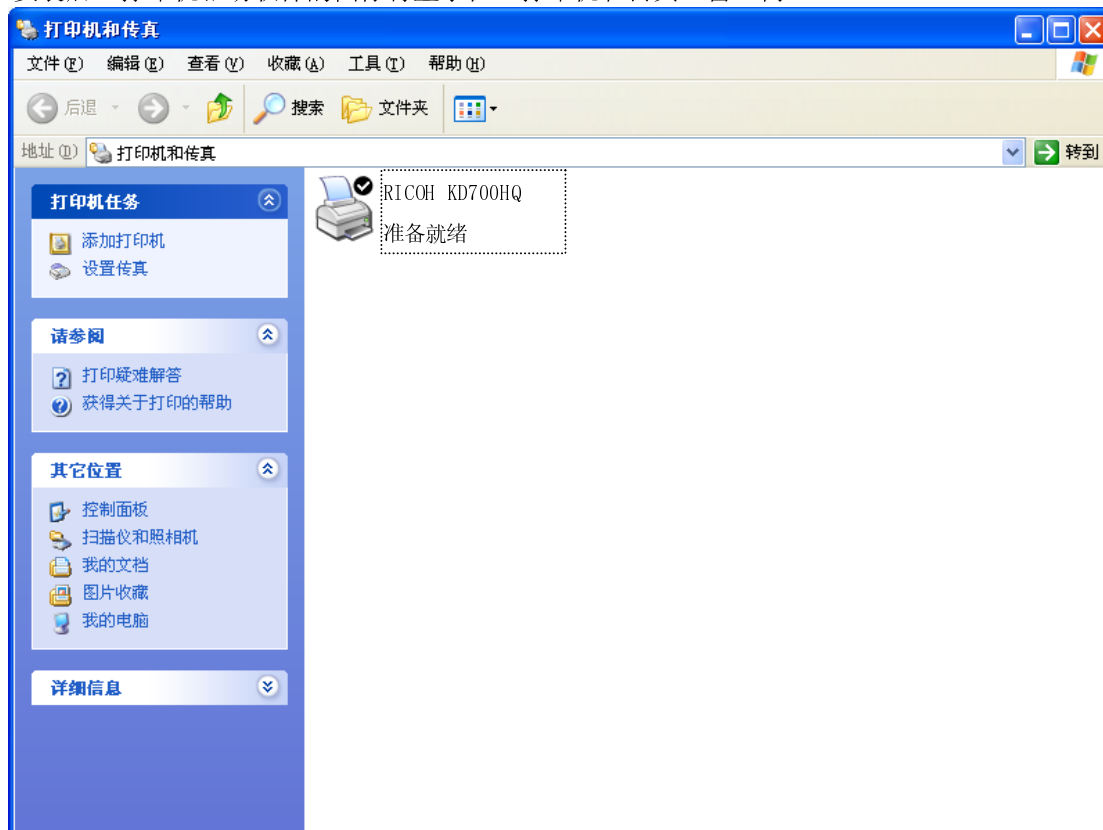 打印机和传真
文件(F) 编辑(E) 查看(V) 收藏(A) 工具(T) 帮助(H)
后退 搜索 文件夹
地址(D) 打印机和传真 转到
打印机任务
添加打印机
设置传真
请参阅
打印疑难解答
获得关于打印的帮助
其它位置
控制面板
扫描仪和照相机
我的文档
图片收藏
我的电脑
详细信息
RICOH KD700HQ
准备就绪